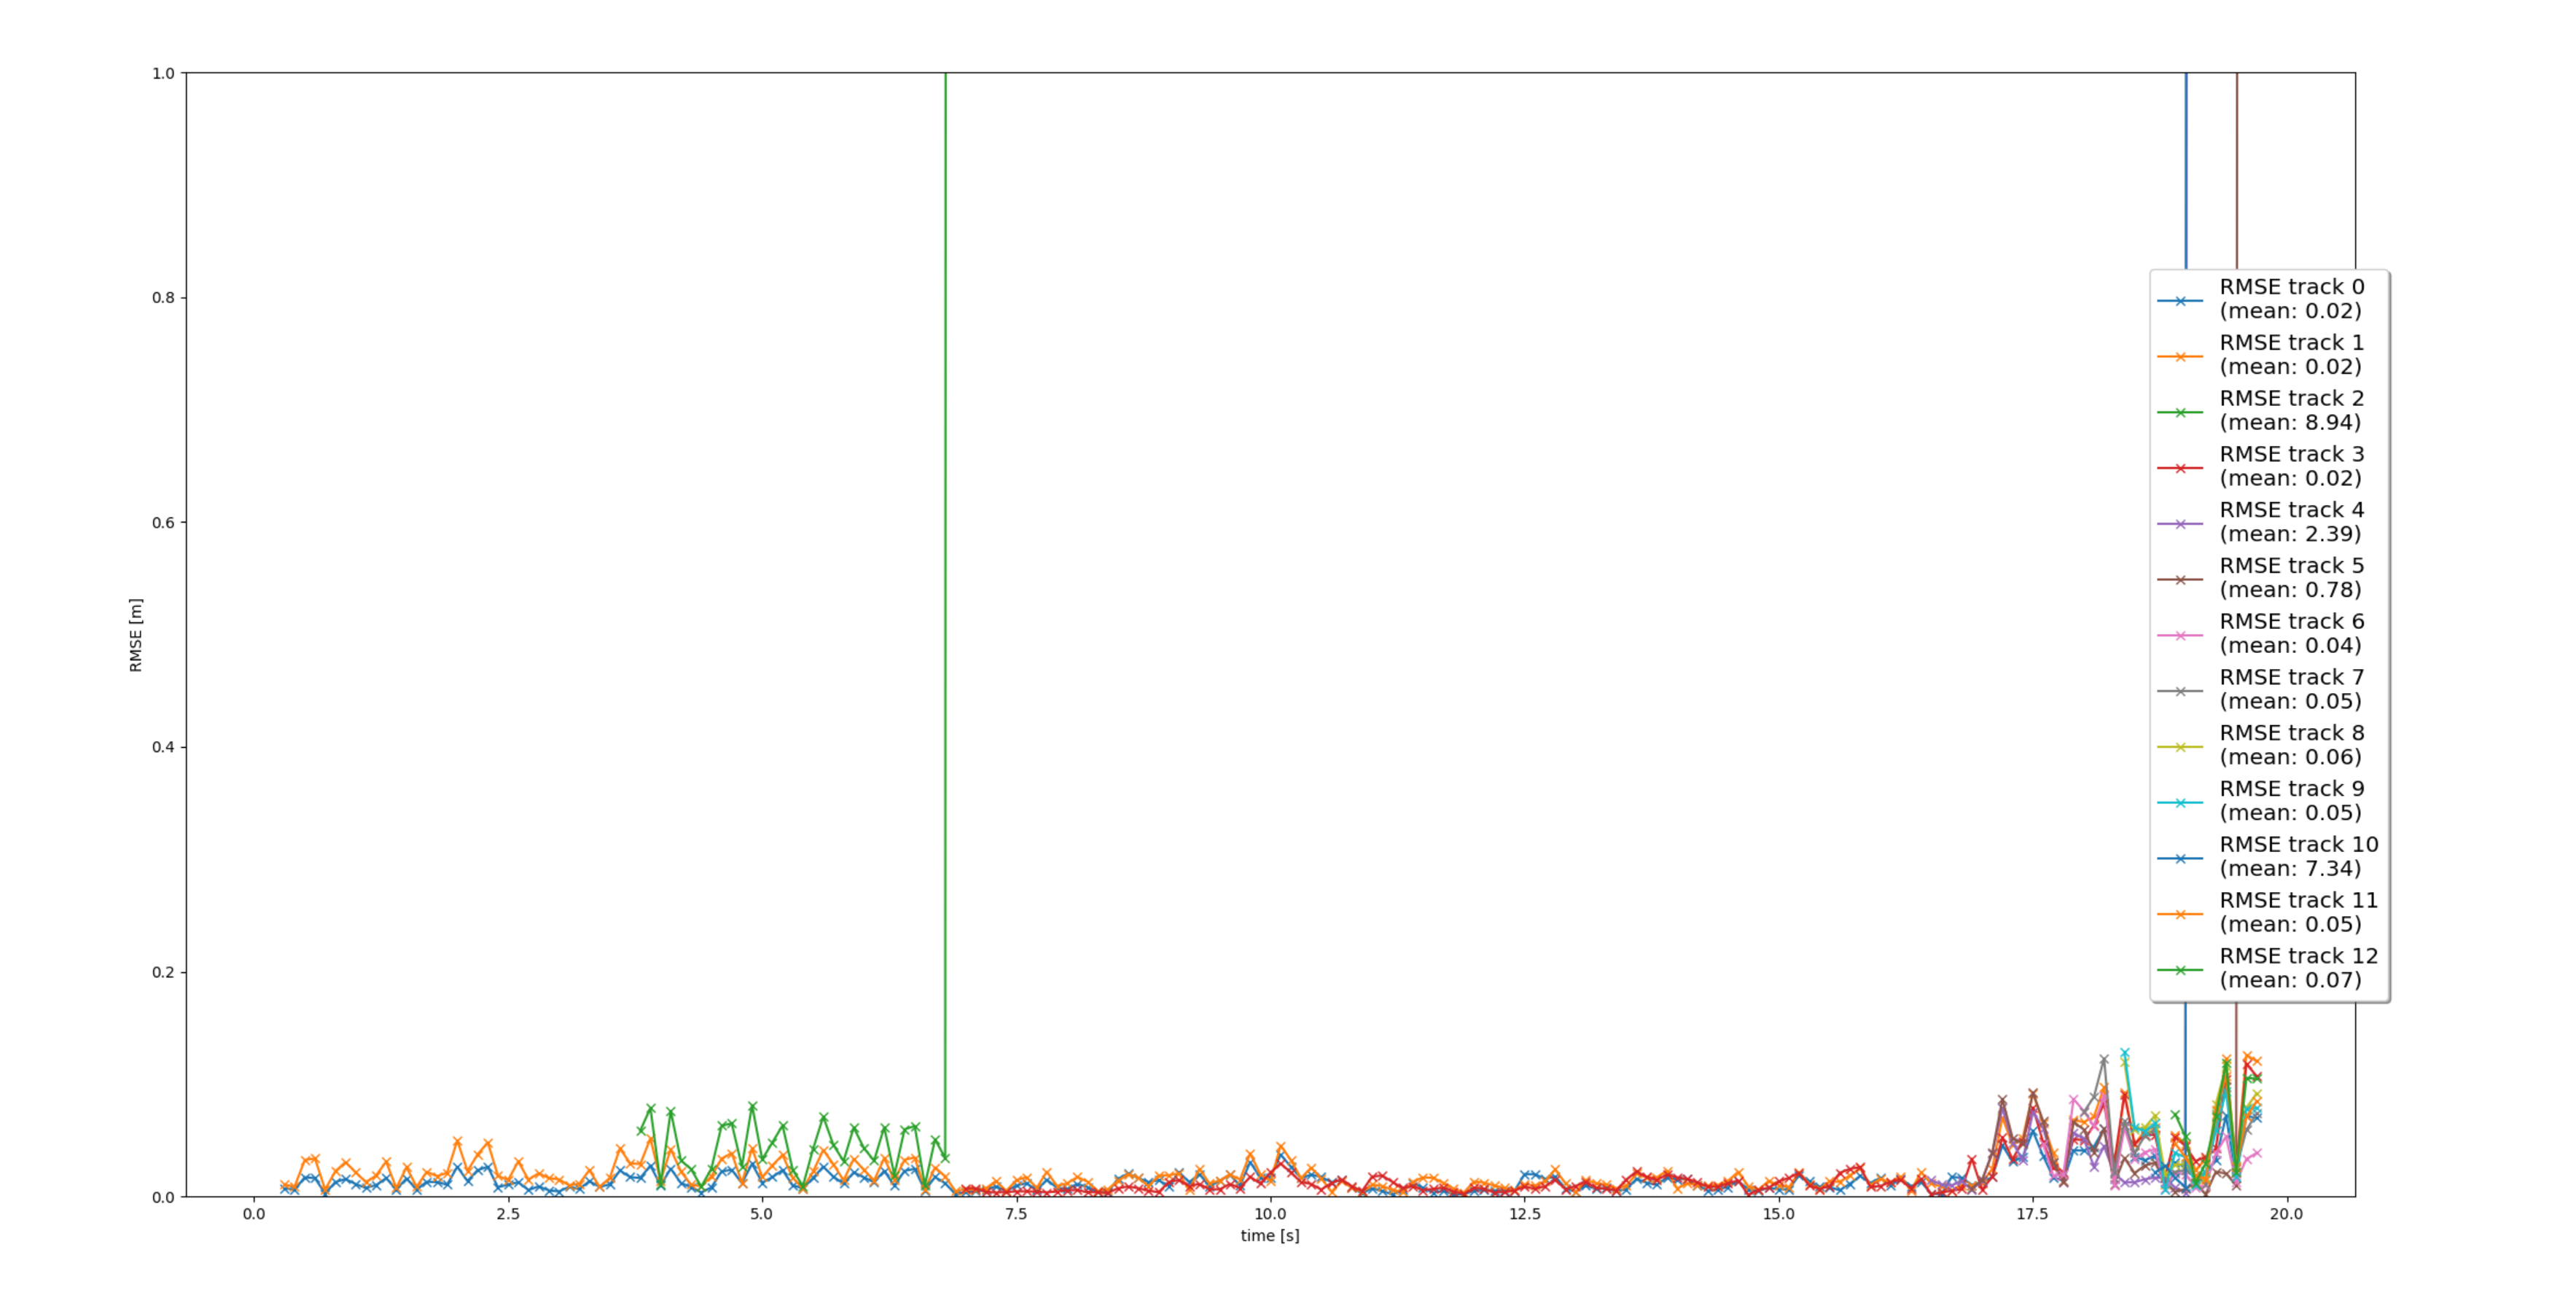 1.0
0.8
0.6
0.4
0.2
0.0
RMSE [m]
0.0 2.5 5.0 7.5 10.0 12.5 15.0 17.5 20.0
time [s]
RMSE track 0
(mean: 0.02)
RMSE track 1
(mean: 0.02)
RMSE track 2
(mean: 8.94)
RMSE track 3
(mean: 0.02)
RMSE track 4
(mean: 2.39)
RMSE track 5
(mean: 0.78)
RMSE track 6
(mean: 0.04)
RMSE track 7
(mean: 0.05)
RMSE track 8
(mean: 0.06)
RMSE track 9
(mean: 0.05)
RMSE track 10
(mean: 7.34)
RMSE track 11
(mean: 0.05)
RMSE track 12
(mean: 0.07)